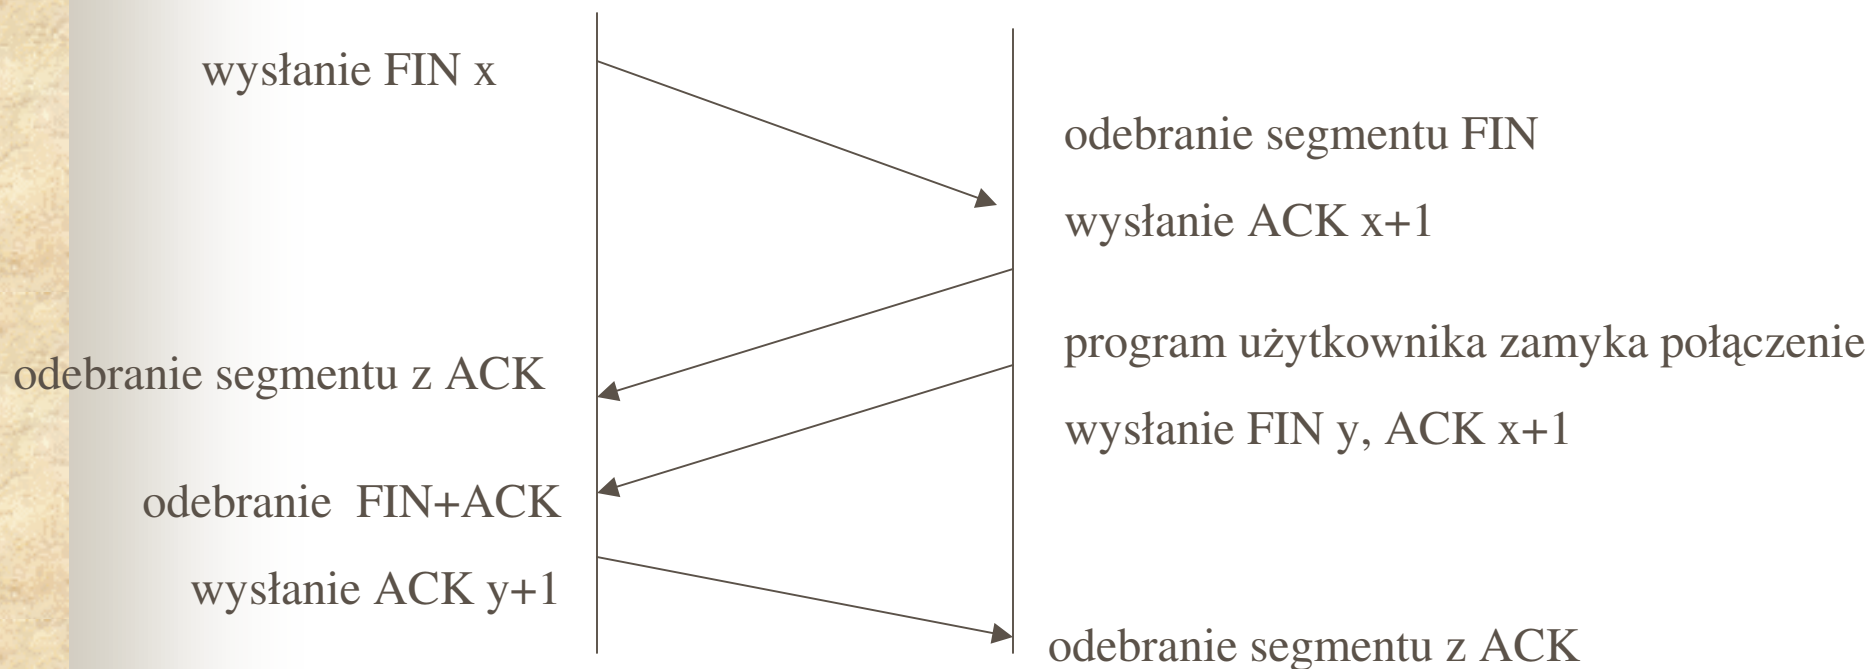 wysłanie FIN x
odebranie segmentu FIN
wysłanie ACK x+1
program użytkownika zamyka połączenie
odebranie segmentu z ACK
wysłanie FIN y, ACK x+1
odebranie FIN+ACK
wysłanie ACK y+1
odebranie segmentu z ACK